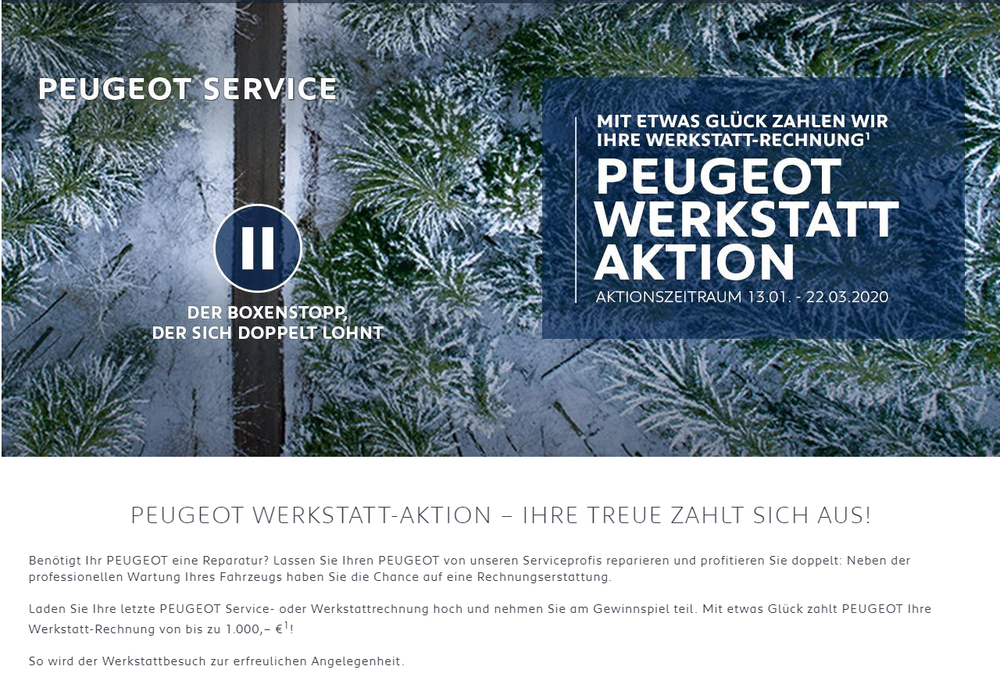 PEUGEOT SERVICE
DER BOXENSTOPP,
DER SICH DOPPELT LOHNT
MIT ETWAS GLÜCK ZAHLEN WIR
IHRE WERKSTATT-RECHNUNG¹
PEUGEOT
WERKSTATT
AKTION
AKTIONSZEITRAUM 13.01. - 22.03.2020
PEUGEOT WERKSTATT-AKTION – IHRE TREUE ZAHLT SICH AUS!
Benötigt Ihr PEUGEOT eine Reparatur? Lassen Sie Ihren PEUGEOT von unseren Serviceprofis reparieren und profitieren Sie doppelt: Neben der
professionellen Wartung Ihres Fahrzeugs haben Sie die Chance auf eine Rechnungserstattung.
Laden Sie Ihre letzte PEUGEOT Service- oder Werkstattrechnung hoch und nehmen Sie am Gewinnspiel teil. Mit etwas Glück zahlt PEUGEOT Ihre
Werkstatt-Rechnung von bis zu 1.000,– €¹!
So wird der Werkstattbesuch zur erfreulichen Angelegenheit.